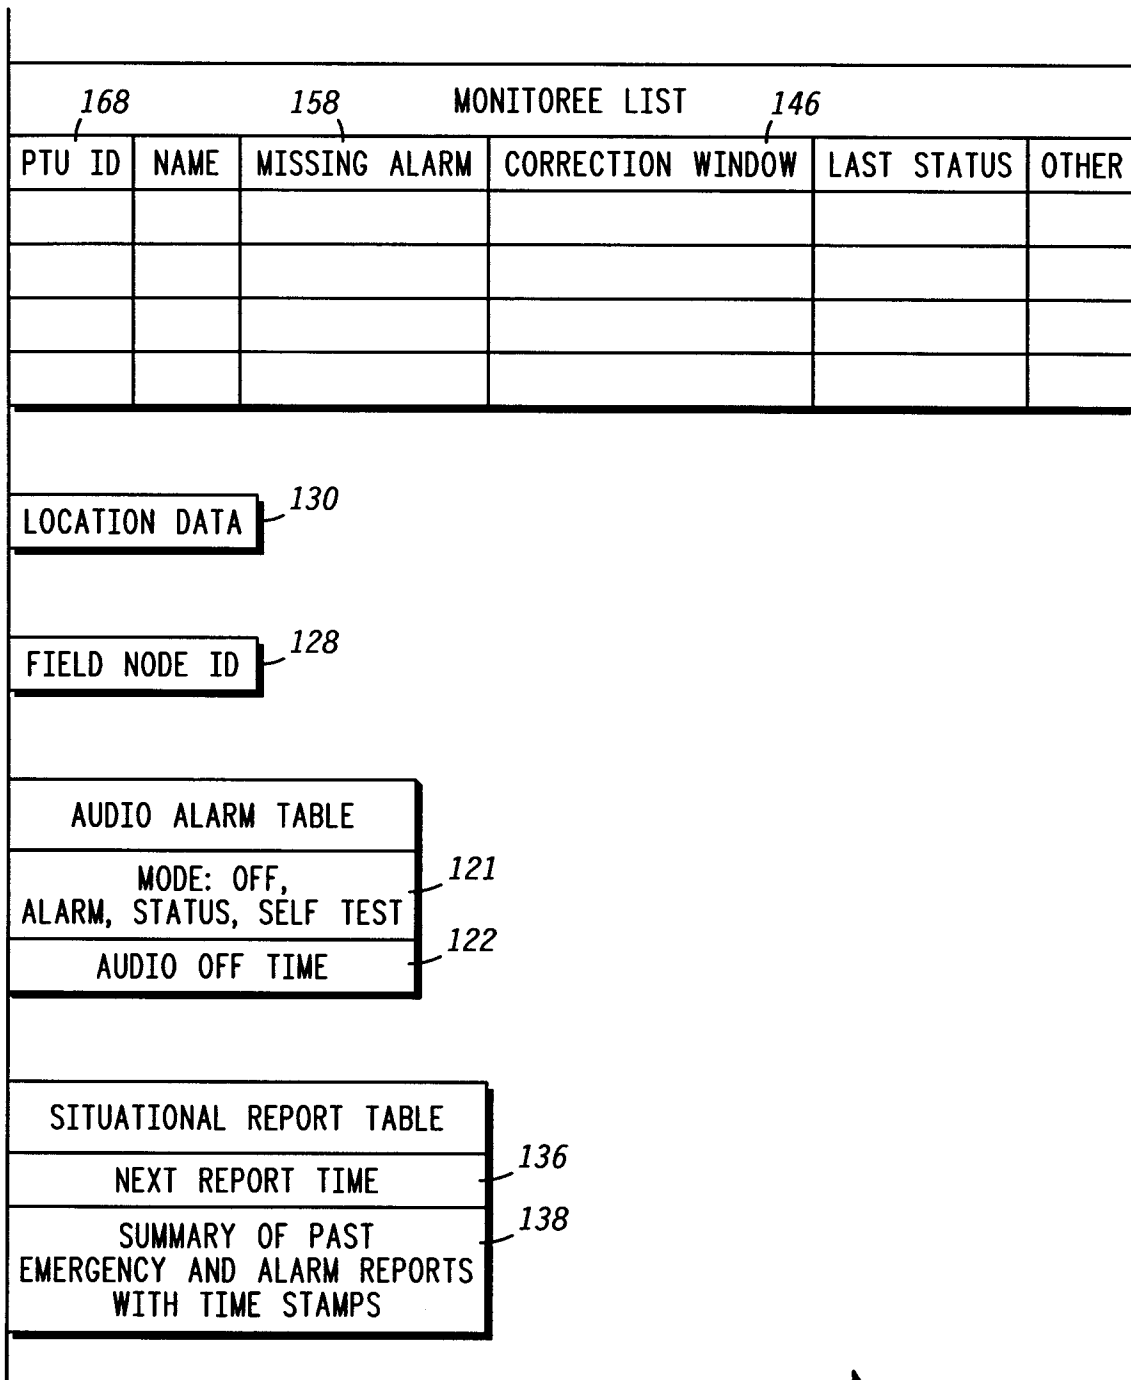 MONITOREE LIST
168 158 146
PTU ID NAME MISSING ALARM CORRECTION WINDOW LAST STATUS OTHER
130
LOCATION DATA
128
FIELD NODE ID
AUDIO ALARM TABLE
121
MODE: OFF,
ALARM, STATUS, SELF TEST
122
AUDIO OFF TIME
SITUATIONAL REPORT TABLE
136
NEXT REPORT TIME
138
SUMMARY OF PAST
EMERGENCY AND ALARM REPORTS
WITH TIME STAMPS